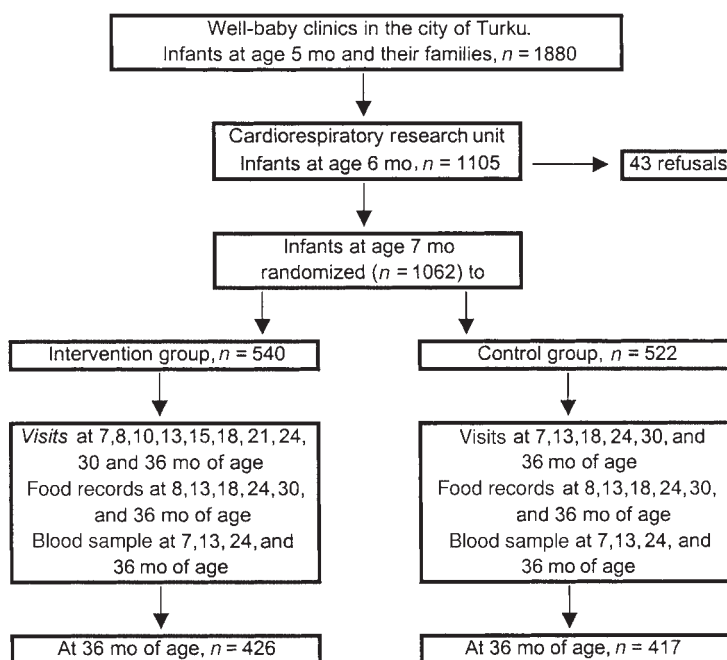 Well-baby clinics in the city of Turku.
Infants at age 5 mo and their families, n = 1880
Cardiorespiratory research unit
Infants at age 6 mo, n = 1105
43 refusals
Infants at age 7 mo
randomized (n = 1062) to
Intervention group, n = 540
Control group, n = 522
Visits at 7,8,10,13,15,18,21,24,
30 and 36 mo of age
Food records at 8,13,18,24,30,
and 36 mo of age
Blood sample at 7,13,24, and
36 mo of age
Visits at 7,13,18,24,30, and
36 mo of age
Food records at 8,13,18,24,30,
and 36 mo of age
Blood sample at 7,13,24, and
36 mo of age
At 36 mo of age, n = 426
At 36 mo of age, n = 417